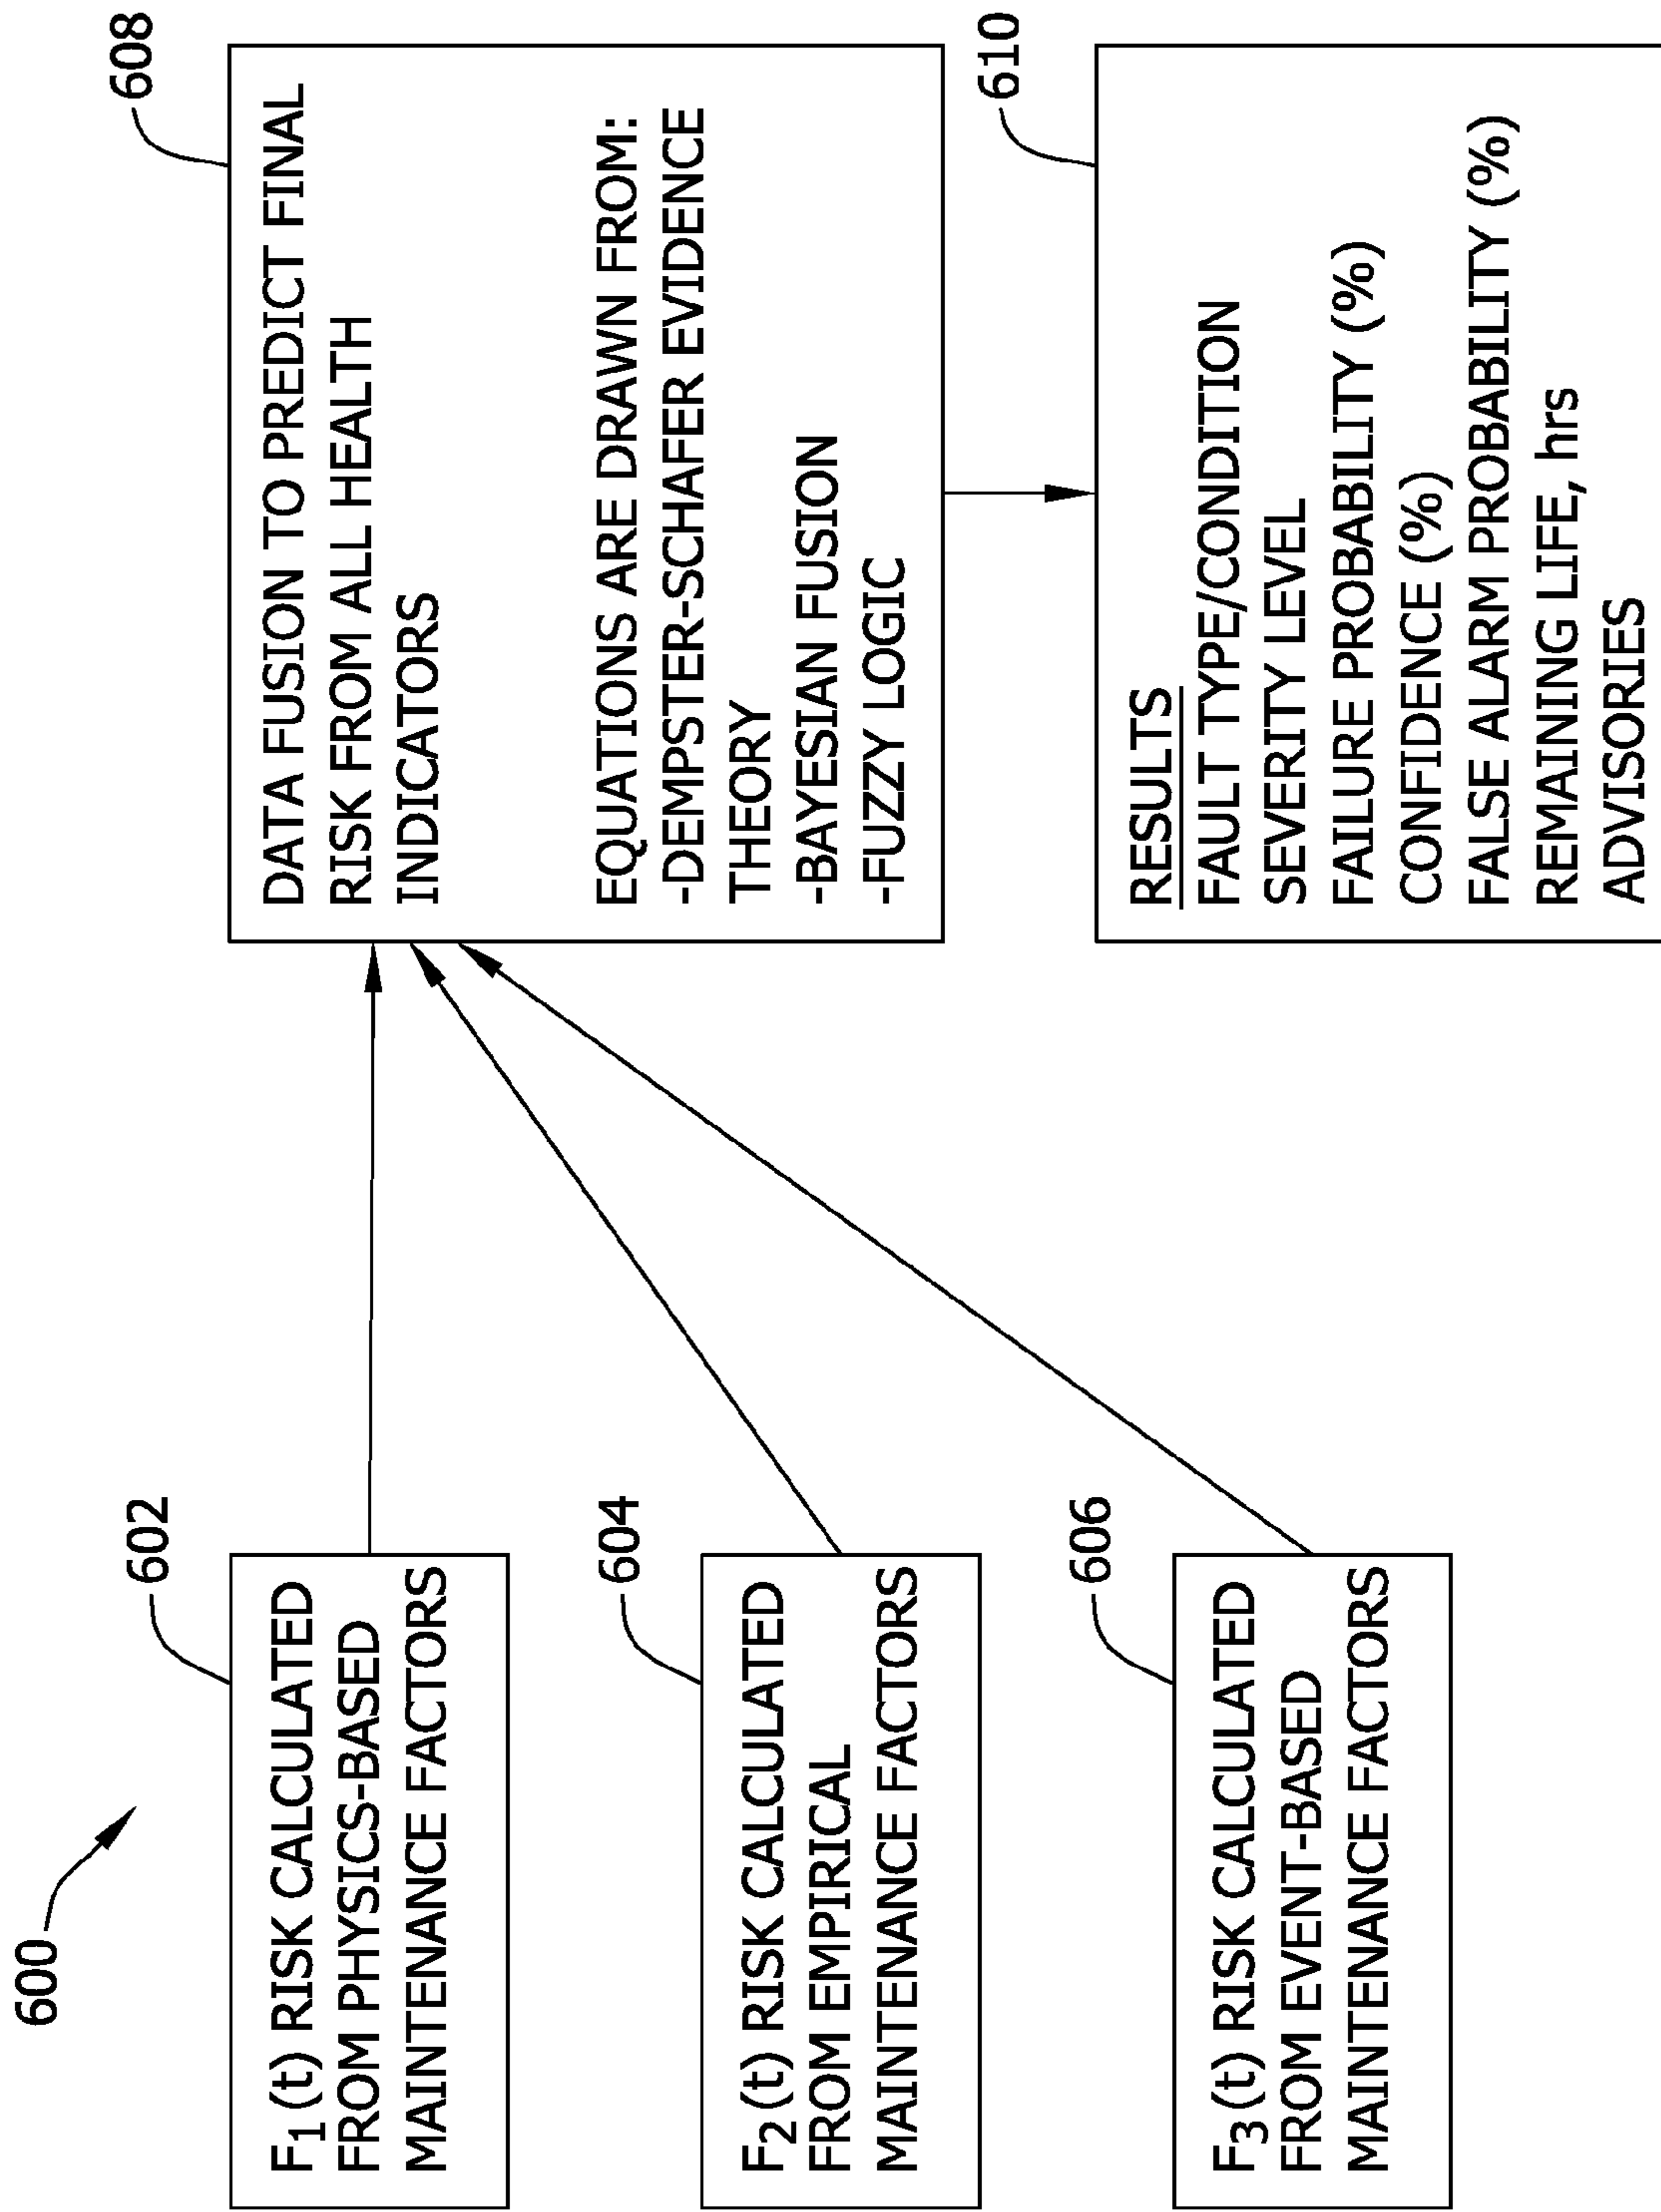 600
602
F1(t) RISK CALCULATED
FROM PHYSICS-BASED
MAINTENANCE FACTORS
604
F2(t) RISK CALCULATED
FROM EMPIRICAL
MAINTENANCE FACTORS
606
F3(t) RISK CALCULATED
FROM EVENT-BASED
MAINTENANCE FACTORS
608
DATA FUSION TO PREDICT FINAL
RISK FROM ALL HEALTH
INDICATORS
EQUATIONS ARE DRAWN FROM:
-DEMPSTER-SCHAFER EVIDENCE
THEORY
-BAYESIAN FUSION
-FUZZY LOGIC
610
RESULTS
FAULT TYPE/CONDITION
SEVERITY LEVEL
FAILURE PROBABILITY (%)
CONFIDENCE (%)
FALSE ALARM PROBABILITY (%)
REMAINING LIFE, hrs
ADVISORIES